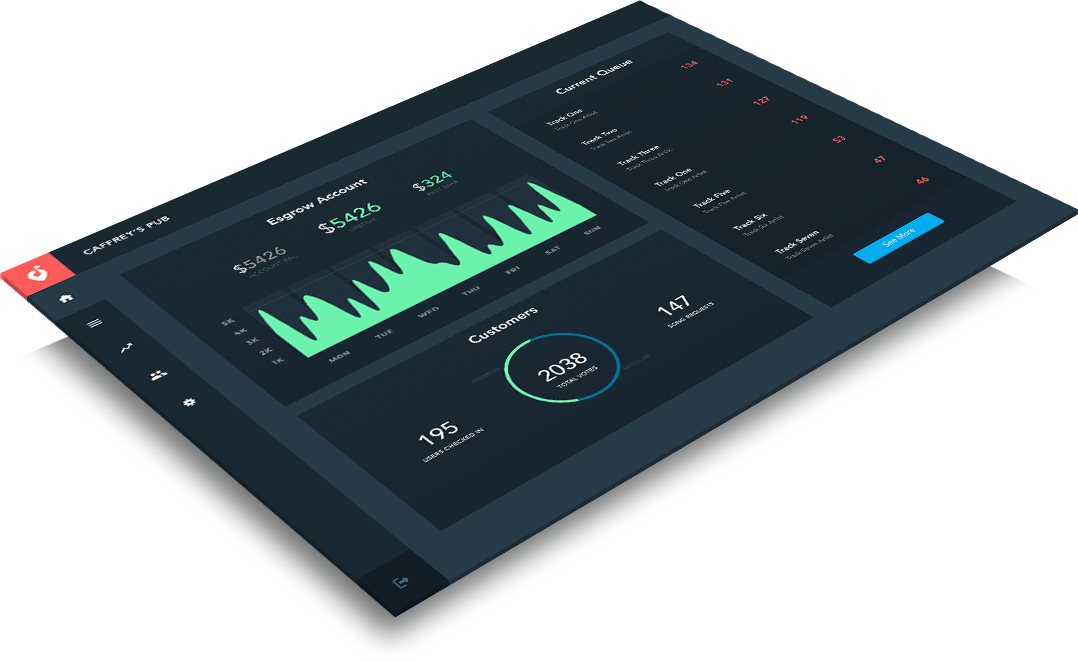 CAFFREY'S PUB
Esgrow Account
$5426
ACCOUNT BAL.
$5426
LIFETIME
$324
PAST HOUR
5K
4K
3K
2K
1K
MON
TUE
WED
THU
FRI
SAT
SUN
Current Queue
Track One
Track One Artist
134
Track Two
Track Two Artist
131
Track Three
Track Three Artist
127
Track One
Track One Artist
119
Track Five
Track Five Artist
53
Track Six
Track Six Artist
47
Track Seven
Track Seven Artist
46
See More
Customers
195
USERS CHECKED IN
PREMIUM
2038
TOTAL VOTES
REGULAR
147
SONG REQUESTS